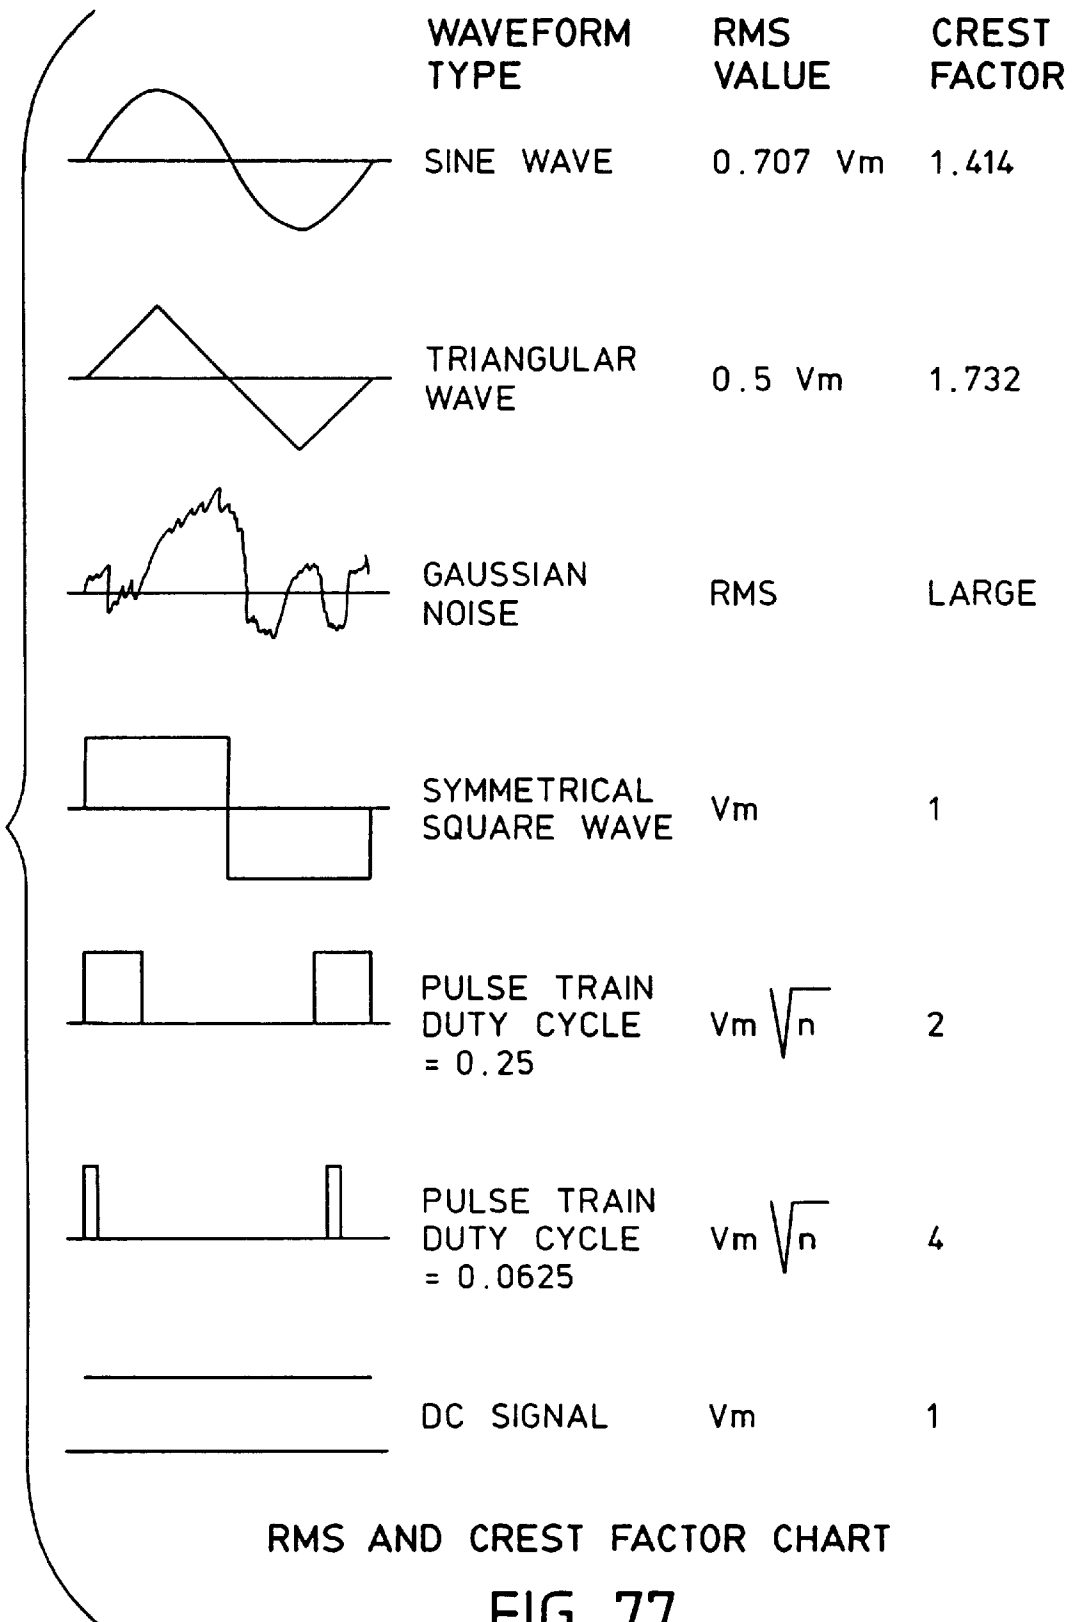 WAVEFORM TYPE RMS VALUE CREST FACTOR
SINE WAVE 0.707 Vm 1.414
TRIANGULAR WAVE 0.5 Vm 1.732
GAUSSIAN NOISE RMS LARGE
SYMMETRICAL SQUARE WAVE Vm 1
PULSE TRAIN DUTY CYCLE = 0.25 Vm √n 2
PULSE TRAIN DUTY CYCLE = 0.0625 Vm √n 4
DC SIGNAL Vm 1
RMS AND CREST FACTOR CHART
FIG. 77